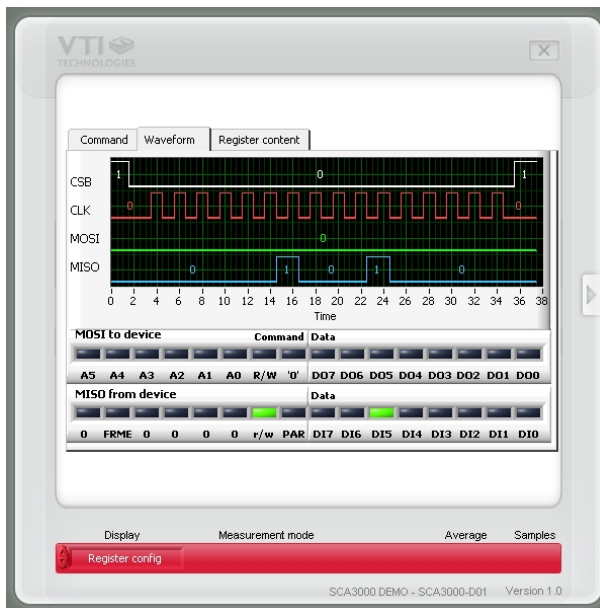 VTI
TECHNOLOGIES
Command Waveform Register content
CSB 1 0 1
CLK 0 0
MOSI 0
MISO 0 1 0 1 0
0 2 4 6 8 10 12 14 16 18 20 22 24 26 28 30 32 34 36 38
Time
MOSI to device Command Data
A5 A4 A3 A2 A1 A0 R/W '0' DO7 DO6 DO5 DO4 DO3 DO2 DO1 DO0
MISO from device Data
0 FRME 0 0 0 0 r/w PAR DI7 DI6 DI5 DI4 DI3 DI2 DI1 DI0
Display Measurement mode Average Samples
Register config
SCA3000 DEMO - SCA3000-D01 Version 1.0